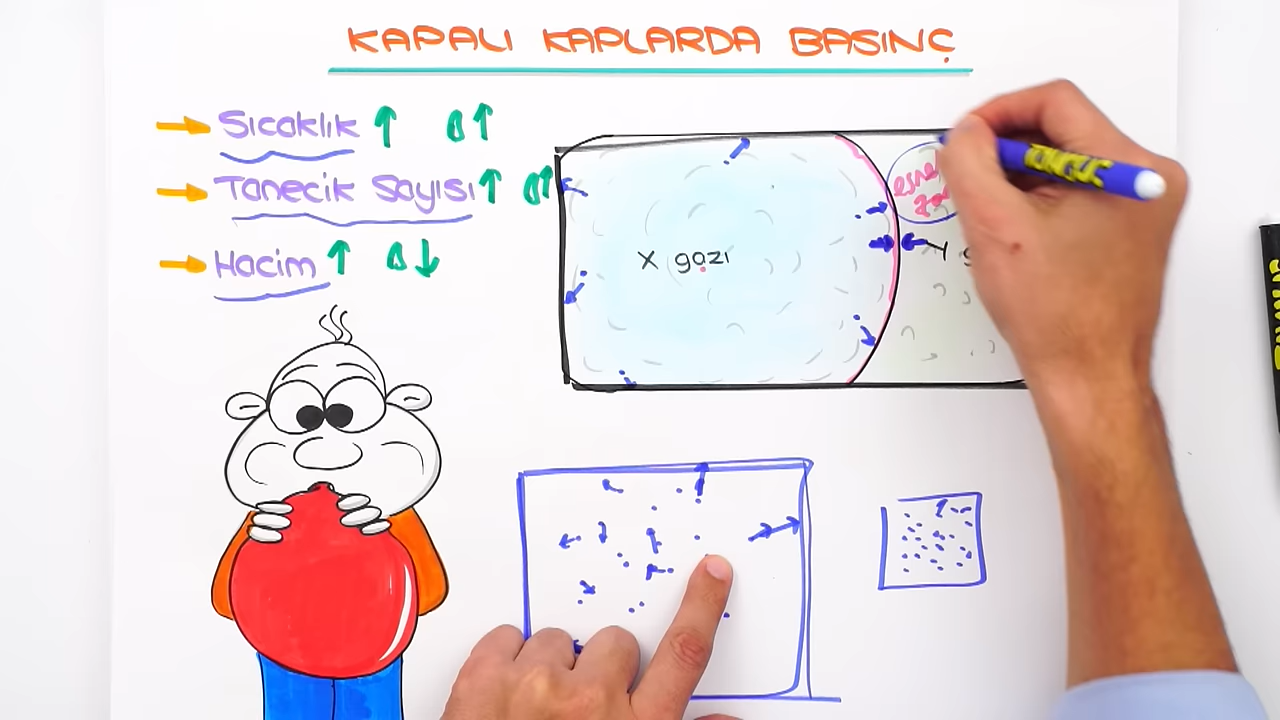 KAPALI KAPLARDA BASINÇ
Sıcaklık ↑ P↑
Tanecik Sayısı ↑ P↑
Hacim ↑ P↓
X gazı
Y